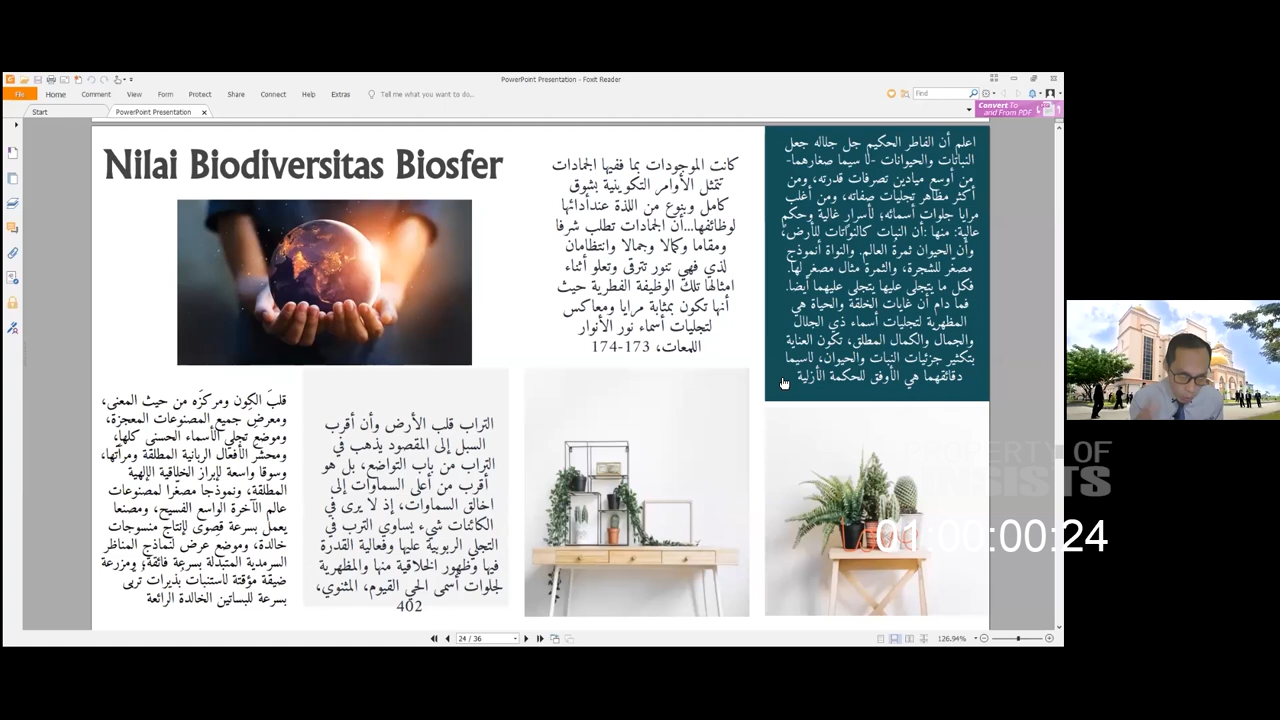 PowerPoint Presentation - Foxit Reader
File Home Comment View Form Protect Share Connect Help Extras Tell me what you want to do...
Find
Start PowerPoint Presentation
Convert To
and From PDF
Nilai Biodiversitas Biosfer
كانت الموجودات بما ففيها الجمادات
تتمثل الأوامر التكوينية بشوق
كامل وبنوع من اللذة عندأدائها
لوظائفها...أن الجمادات تطلب شرفا
ومقاما وكمالا وجمالا وانتظامان
لذي فهي تنور تترقى وتعلو أثناء
امثالها تلك الوظيفة الفطرية حيث
أنها تكون بمثابة مرايا ومعاكس
لتجليات أسماء نور الأنوار
اللمعات، 173-174
اعلم أن الفاطر الحكيم جل جلاله جعل
النباتات والحيوانات -لا سيما صغارهما-
من أوسع ميادين تصرفات قدرته، ومن
أكثر مظاهر تجليات صفاته، ومن أغلب
مرايا جلوات أسمائه؛ لأسرارٍ غالية وحكمٍ
عالية: منها :أن النبات كالنواتات للأرض،
وأن الحيوان ثمرة العالم. والنواة أنموذج
مصغّر للشجرة، والثمرة مثال مصغر لها.
فكل ما يتجلى عليها يتجلى عليهما أيضا.
فما دام أن غايات الخلقة والحياة هي
المظهرية لتجليات أسماء ذي الجلال
والجمال والكمال المطلق، تكون العناية
بتكثير جزئيات النبات والحيوان، لاسيما
دقائقهما هي الأوفق للحكمة الأزلية
قلبَ الكون ومركزَه من حيث المعنى،
ومعرضَ جميع المصنوعات المعجزة،
وموضع تجلي الأسماء الحسنى كلها،
ومحشر الأفعال الربانية المطلقة ومرآتها،
وسوقا واسعة لإبراز الخلاقية الإلهية
المطلقة، ونموذجا مصغرا لمصنوعات
عالم الآخرة الواسع الفسيح، ومصنعا
يعمل بسرعة قصوى لإنتاج منسوجات
خالدة، وموضع عرض لنماذج المناظر
السرمدية المتبدلة بسرعة فائقة، ومزرعة
ضيقة مؤقتة لاستنبات بذيرات تُربّى
بسرعة للبساتين الخالدة الرائعة
التراب قلب الأرض وأن أقرب
السبل إلى المقصود يذهب في
التراب من باب التواضع، بل هو
أقرب من أعلى السماوات إلى
اخالق السماوات، إذ لا يرى في
الكائنات شيء يساوي الترب في
التجلي الربوبية عليها وفعالية القدرة
فيها وظهور الخلاقية منها والمظهرية
لجلوات أسمى الحي القيوم، المثنوي،
402
PROPERTY OF
01:00:00:24
24 / 36
126.94%